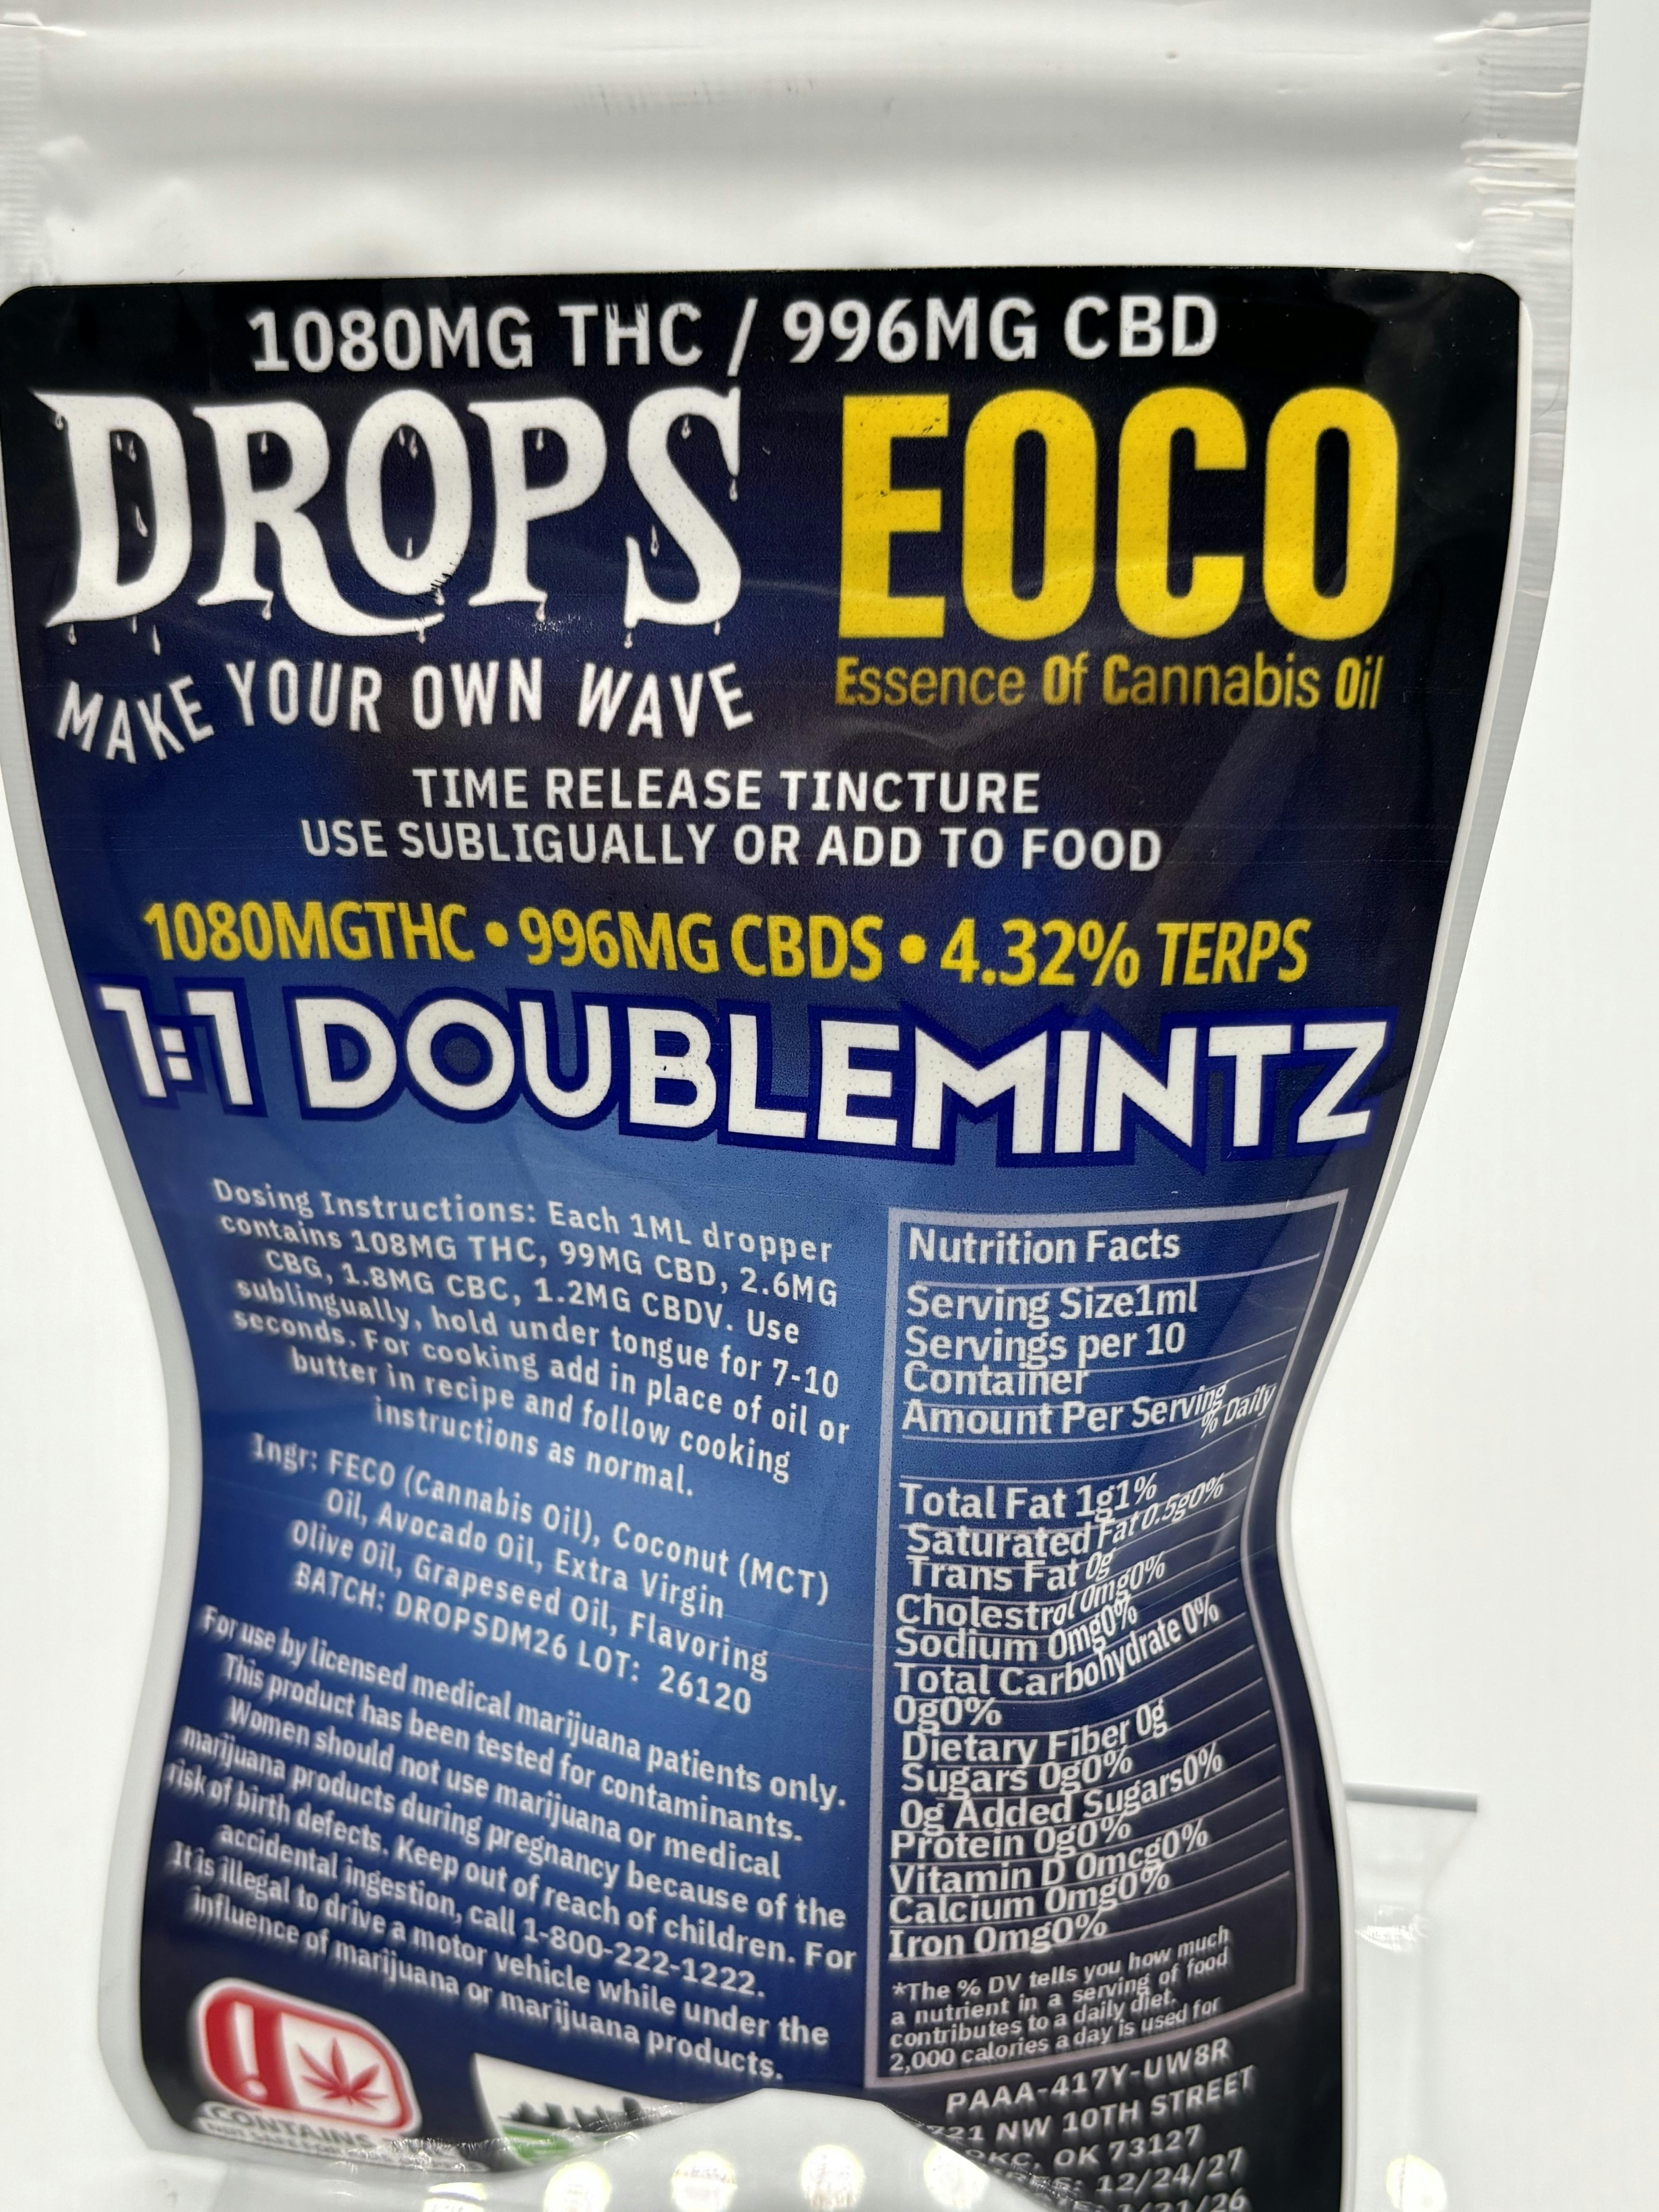 1080MG THC / 996MG CBD
DROPS EOCO
MAKE YOUR OWN WAVE
Essence Of Cannabis Oil
TIME RELEASE TINCTURE
USE SUBLIGUALLY OR ADD TO FOOD
1080MGTHC • 996MG CBDS • 4.32% TERPS
1:1 DOUBLEMINTZ
Dosing Instructions: Each 1ML dropper
contains 108MG THC, 99MG CBD, 2.6MG
CBG, 1.8MG CBC, 1.2MG CBDV. Use
sublingually, hold under tongue for 7-10
seconds. For cooking add in place of oil or
butter in recipe and follow cooking
instructions as normal.
Ingr: FECO (Cannabis Oil), Coconut (MCT)
Oil, Avocado Oil, Extra Virgin
Olive Oil, Grapeseed Oil, Flavoring
BATCH: DROPSDM26 LOT: 26120
For use by licensed medical marijuana patients only.
This product has been tested for contaminants.
Women should not use marijuana or medical
marijuana products during pregnancy because of the
risk of birth defects. Keep out of reach of children. For
accidental ingestion, call 1-800-222-1222.
It is illegal to drive a motor vehicle while under the
influence of marijuana or marijuana products.
CONTAINS
Nutrition Facts
Serving Size1ml
Servings per 10
Container
Amount Per Serving
% Daily
Total Fat 1g1%
Saturated Fat 0.5g0%
Trans Fat 0g
Cholestrol 0mg0%
Sodium 0mg0%
Total Carbohydrate 0%
0g0%
Dietary Fiber 0g
Sugars 0g0%
0g Added Sugars0%
Protein 0g0%
Vitamin D 0mcg0%
Calcium 0mg0%
Iron 0mg0%
*The % DV tells you how much
a nutrient in a serving of food
contributes to a daily diet.
2,000 calories a day is used for
PAAA-417Y-UW8R
NW 10TH STREET
OK 73127
12/24/27